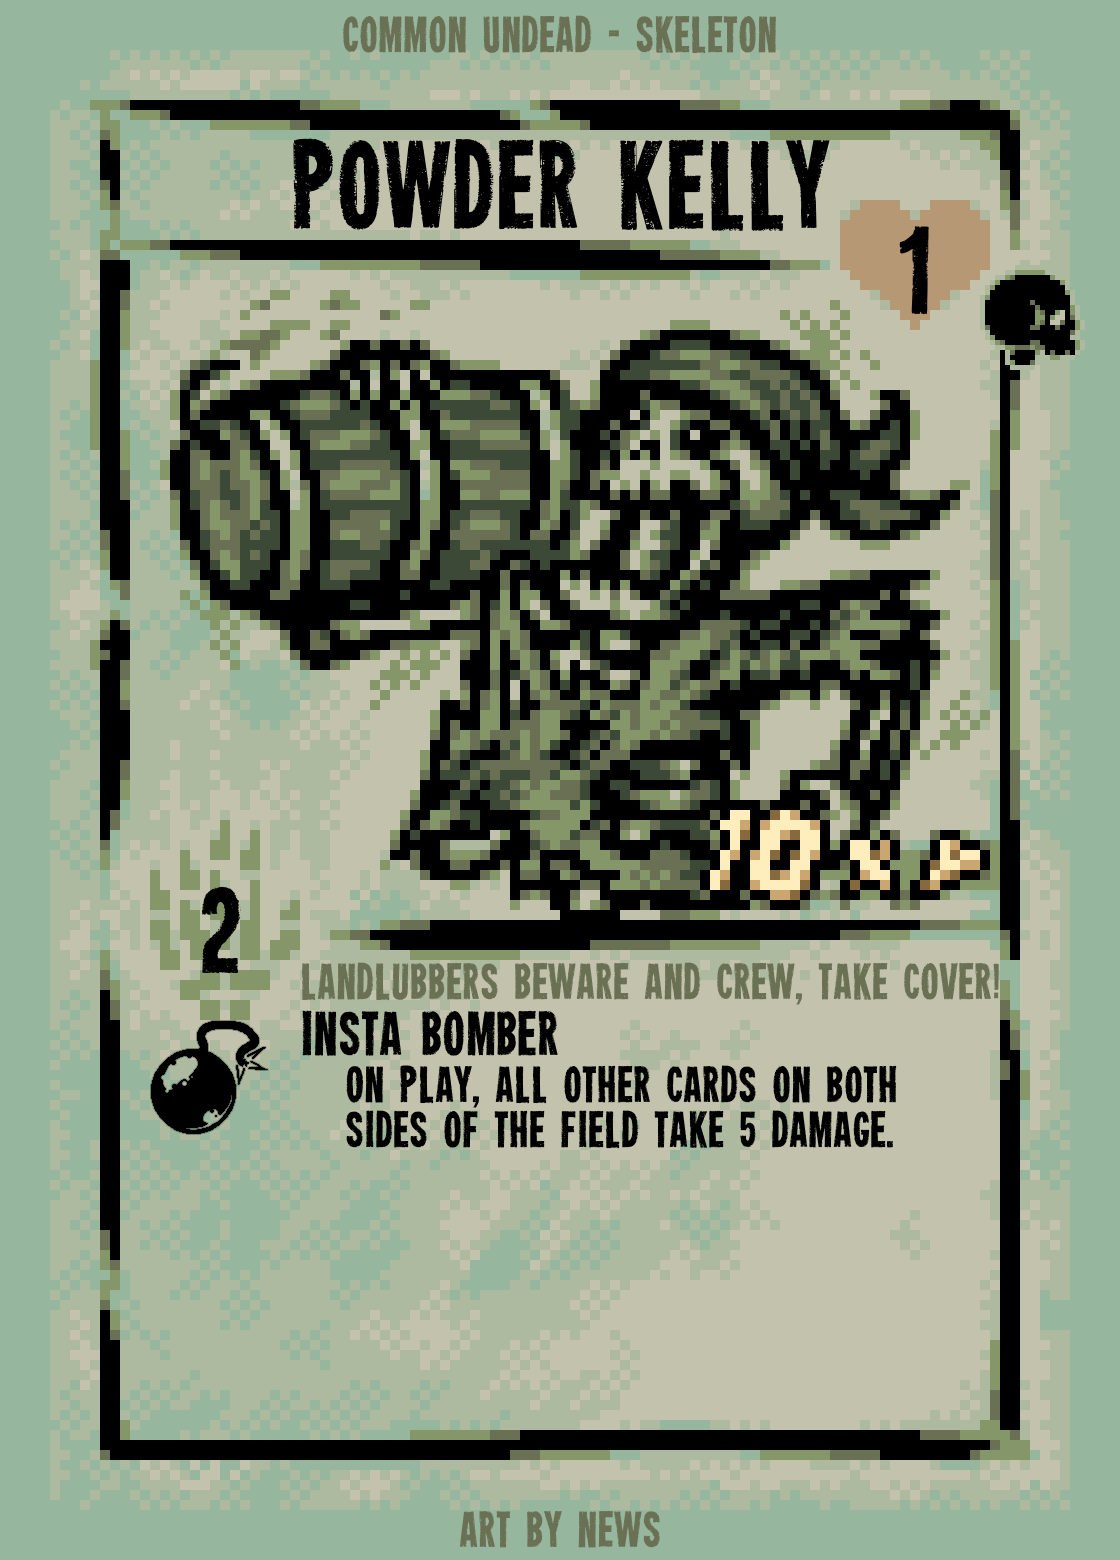 COMMON UNDEAD - SKELETON
POWDER KELLY
1
10 x P
2
LANDLUBBERS BEWARE AND CREW, TAKE COVER!
INSTA BOMBER
ON PLAY, ALL OTHER CARDS ON BOTH
SIDES OF THE FIELD TAKE 5 DAMAGE.
ART BY NEWS